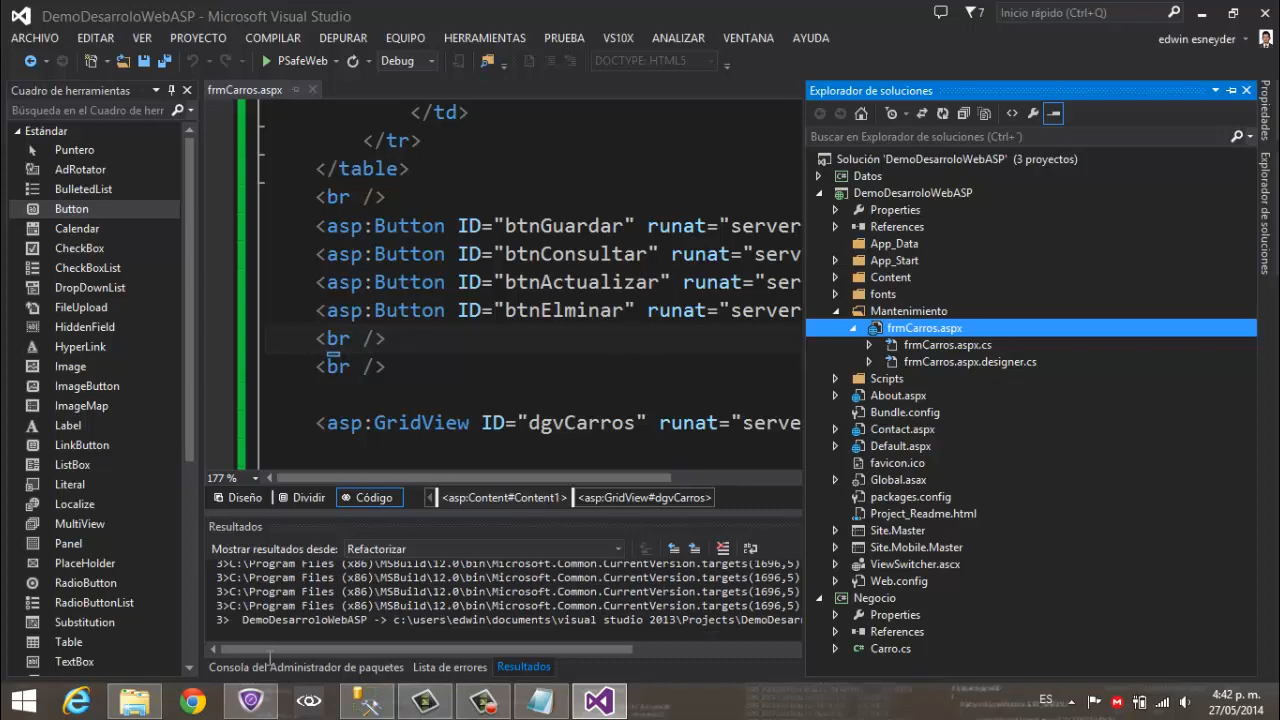 DemoDesarroloWebASP - Microsoft Visual Studio
7
Inicio rápido (Ctrl+Q)
ARCHIVO EDITAR VER PROYECTO COMPILAR DEPURAR EQUIPO HERRAMIENTAS PRUEBA VS10X ANALIZAR VENTANA AYUDA
edwin esneyder
PSafeWeb
Debug
DOCTYPE: HTML5
Cuadro de herramientas
Búsqueda en el Cuadro de herr
Estándar
Puntero
AdRotator
BulletedList
Button
Calendar
CheckBox
CheckBoxList
DropDownList
FileUpload
HiddenField
HyperLink
Image
ImageButton
ImageMap
Label
LinkButton
ListBox
Literal
Localize
MultiView
Panel
PlaceHolder
RadioButton
RadioButtonList
Substitution
Table
TextBox
frmCarros.aspx
</td>
</tr>
</table>
<br />
<asp:Button ID="btnGuardar" runat="server
<asp:Button ID="btnConsultar" runat="serve
<asp:Button ID="btnActualizar" runat="ser
<asp:Button ID="btnElminar" runat="server
<br />
<br />
<asp:GridView ID="dgvCarros" runat="serve
177 %
Diseño Dividir Código <asp:Content#Content1> <asp:GridView#dgvCarros>
Resultados
Mostrar resultados desde: Refactorizar
3>C:\Program Files (x86)\MSBuild\12.0\bin\Microsoft.Common.CurrentVersion.targets(1696,5)
3>C:\Program Files (x86)\MSBuild\12.0\bin\Microsoft.Common.CurrentVersion.targets(1696,5)
3>C:\Program Files (x86)\MSBuild\12.0\bin\Microsoft.Common.CurrentVersion.targets(1696,5)
3>C:\Program Files (x86)\MSBuild\12.0\bin\Microsoft.Common.CurrentVersion.targets(1696,5)
3> DemoDesarroloWebASP -> c:\users\edwin\documents\visual studio 2013\Projects\DemoDesar
Consola del Administrador de paquetes Lista de errores Resultados
Explorador de soluciones
Buscar en Explorador de soluciones (Ctrl+´)
Solución 'DemoDesarroloWebASP' (3 proyectos)
Datos
DemoDesarroloWebASP
Properties
References
App_Data
App_Start
Content
fonts
Mantenimiento
frmCarros.aspx
frmCarros.aspx.cs
frmCarros.aspx.designer.cs
Scripts
About.aspx
Bundle.config
Contact.aspx
Default.aspx
favicon.ico
Global.asax
packages.config
Project_Readme.html
Site.Master
Site.Mobile.Master
ViewSwitcher.ascx
Web.config
Negocio
Properties
References
Carro.cs
Propiedades
Explorador de soluciones
ES
4:42 p. m.
27/05/2014